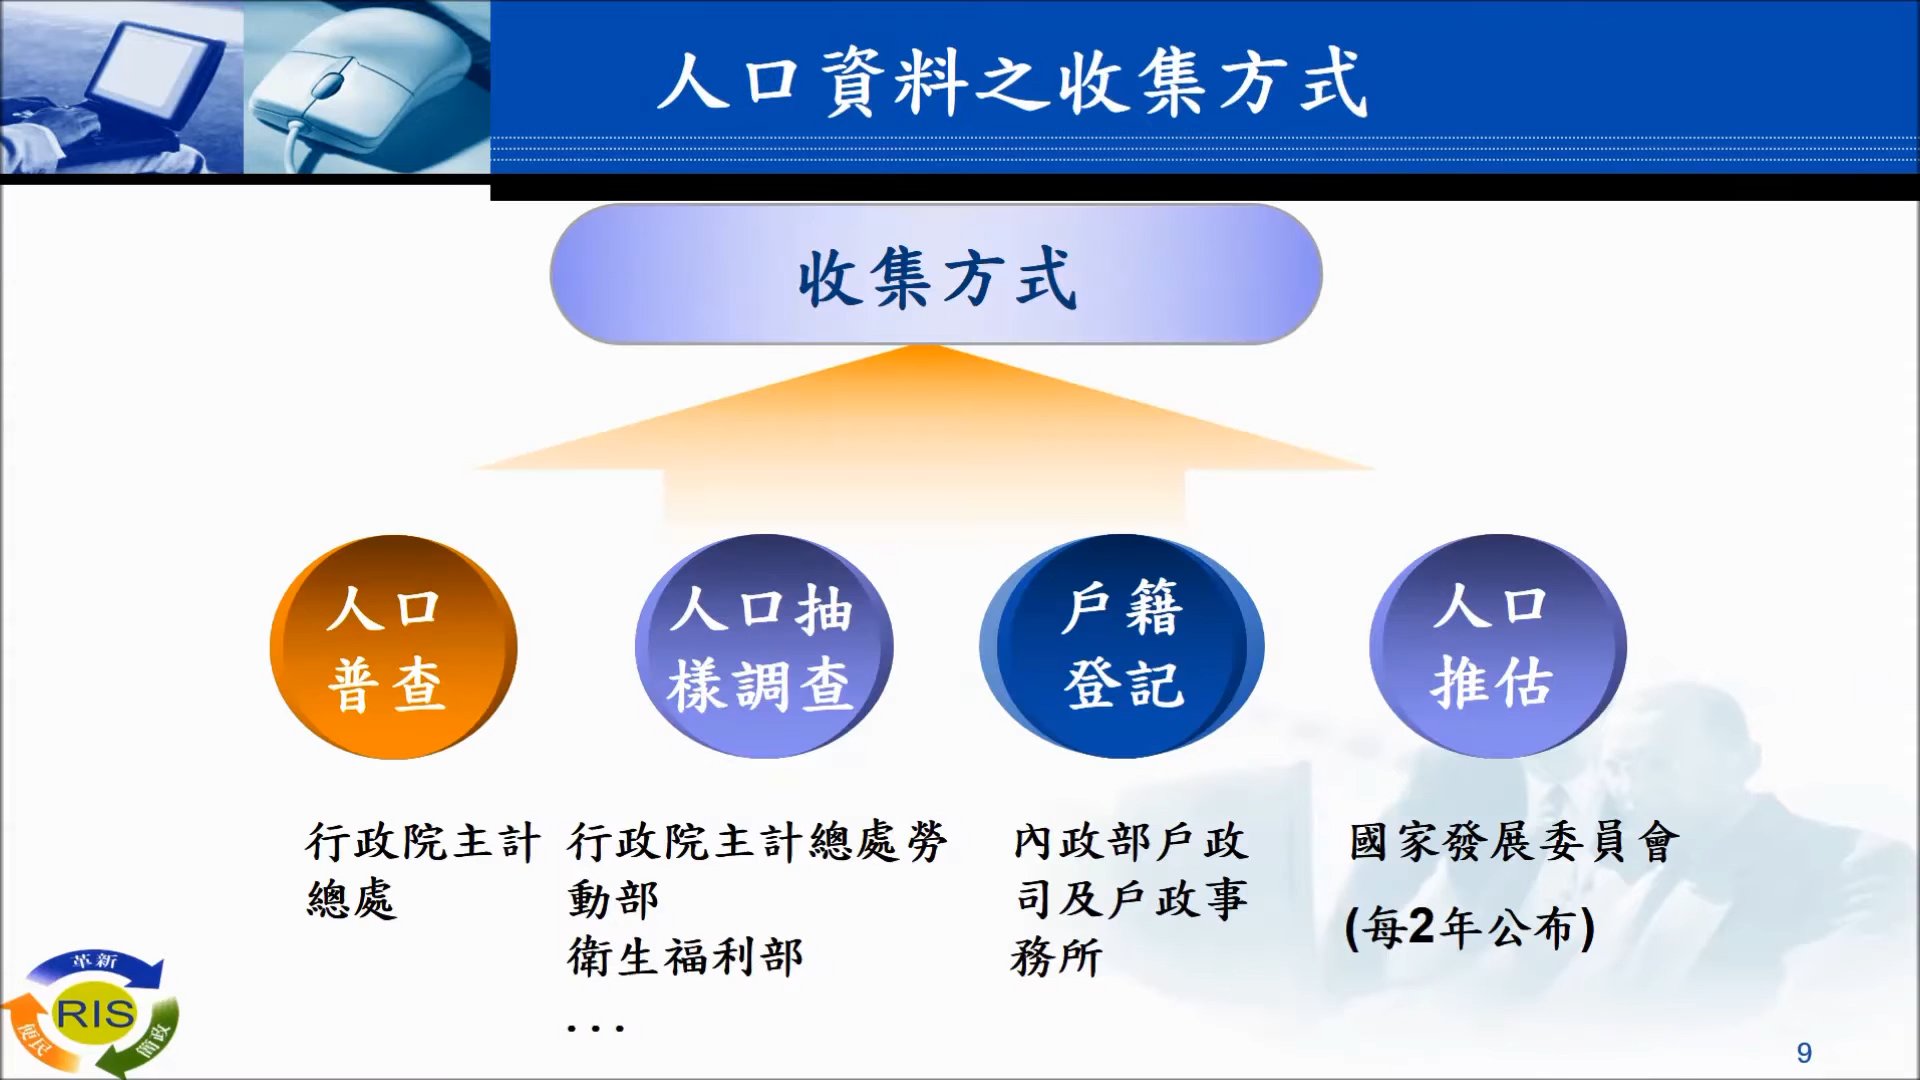 人口資料之收集方式
收集方式
人口
普查
人口抽
樣調查
戶籍
登記
人口
推估
行政院主計
總處
行政院主計總處勞
動部
衛生福利部
...
內政部戶政
司及戶政事
務所
國家發展委員會
(每2年公布)
革新
RIS
便民
簡政
9